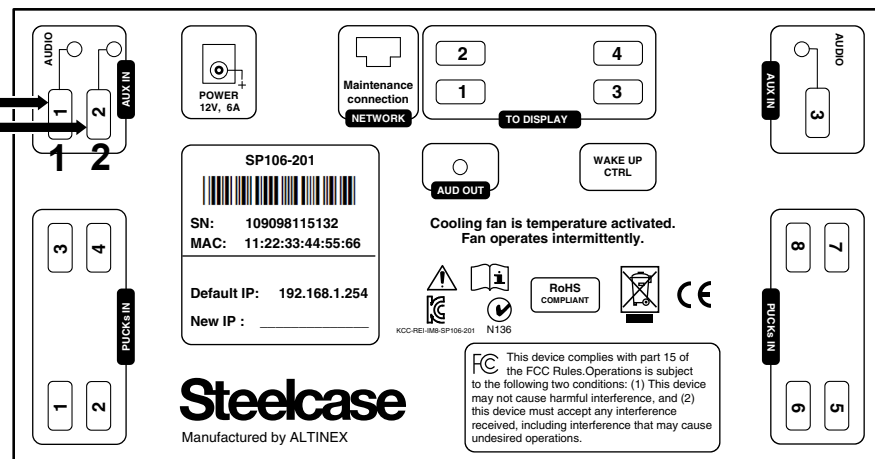 AUDIO
1
2
AUX IN
1 2
POWER
12V, 6A
Maintenance
connection
NETWORK
2
4
1
3
TO DISPLAY
AUDIO
AUX IN
3
SP106-201
SN: 109098115132
MAC: 11:22:33:44:55:66
Default IP: 192.168.1.254
New IP : ________________
AUD OUT
WAKE UP
CTRL
Cooling fan is temperature activated.
Fan operates intermittently.
KCC-REI-IM8-SP106-201
N136
RoHS
COMPLIANT
CE
3
4
PUCKs IN
1
2
8
7
PUCKs IN
6
5
Steelcase
Manufactured by ALTINEX
FC This device complies with part 15 of
the FCC Rules.Operations is subject
to the following two conditions: (1) This device
may not cause harmful interference, and (2)
this device must accept any interference
received, including interference that may cause
undesired operations.